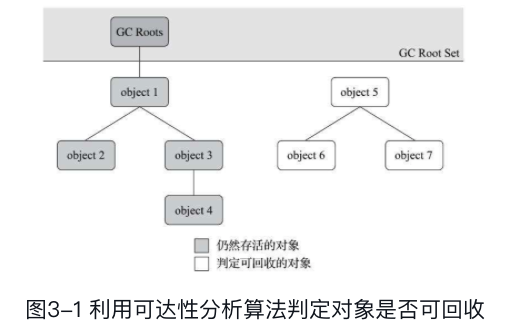 GC Roots
GC Root Set
object 1
object 5
object 2
object 3
object 6
object 7
object 4
仍然存活的对象
判定可回收的对象
图3–1 利用可达性分析算法判定对象是否可回收